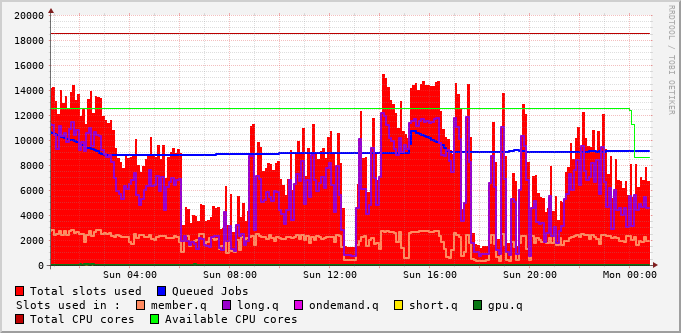 20000
18000
16000
14000
12000
10000
8000
6000
4000
2000
0
Sun 04:00 Sun 08:00 Sun 12:00 Sun 16:00 Sun 20:00 Mon 00:00
RRDTOOL / TOBI OETIKER
Total slots used Queued Jobs
Slots used in : member.q long.q ondemand.q short.q gpu.q
Total CPU cores Available CPU cores